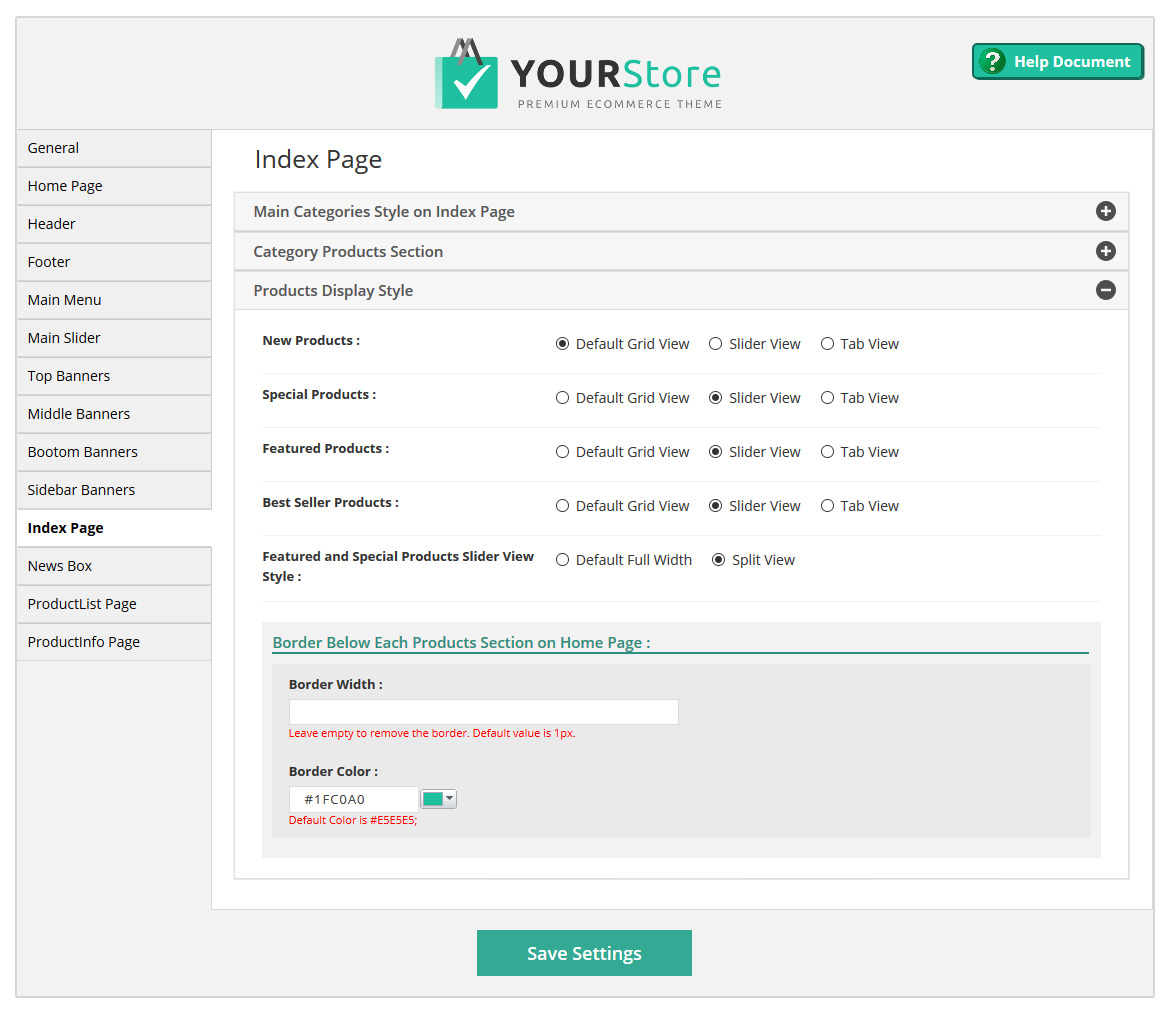 YOURStore
PREMIUM ECOMMERCE THEME
? Help Document
General
Home Page
Header
Footer
Main Menu
Main Slider
Top Banners
Middle Banners
Bootom Banners
Sidebar Banners
Index Page
News Box
ProductList Page
ProductInfo Page
Index Page
Main Categories Style on Index Page
Category Products Section
Products Display Style
New Products : Default Grid View Slider View Tab View
Special Products : Default Grid View Slider View Tab View
Featured Products : Default Grid View Slider View Tab View
Best Seller Products : Default Grid View Slider View Tab View
Featured and Special Products Slider View
Style :
Default Full Width Split View
Border Below Each Products Section on Home Page :
Border Width :
Leave empty to remove the border. Default value is 1px.
Border Color :
#1FC0A0
Default Color is #E5E5E5;
Save Settings